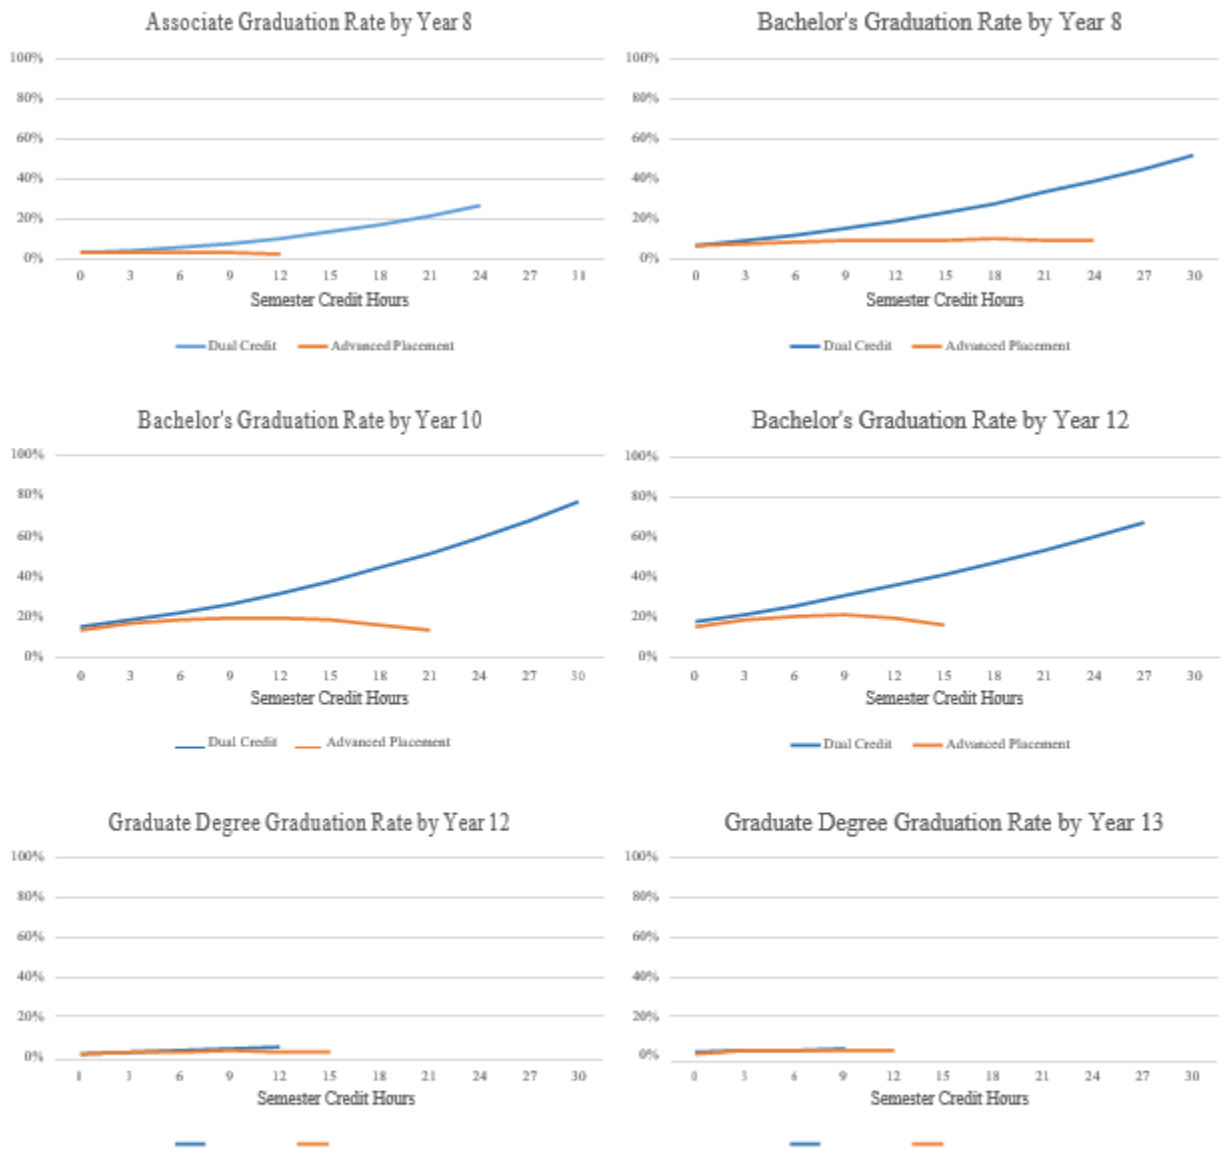 Associate Graduation Rate by Year 8
100%
80%
60%
40%
20%
0%
0 3 6 9 12 15 18 21 24 27 31
Semester Credit Hours
Dual Credit Advanced Placement
Bachelor's Graduation Rate by Year 8
100%
80%
60%
40%
20%
0%
0 3 6 9 12 15 18 21 24 27 30
Semester Credit Hours
Dual Credit Advanced Placement
Bachelor's Graduation Rate by Year 10
100%
80%
60%
40%
20%
0%
0 3 6 9 12 15 18 21 24 27 30
Semester Credit Hours
Dual Credit Advanced Placement
Bachelor's Graduation Rate by Year 12
100%
80%
60%
40%
20%
0%
0 3 6 9 12 15 18 21 24 27 30
Semester Credit Hours
Dual Credit Advanced Placement
Graduate Degree Graduation Rate by Year 12
100%
80%
60%
40%
20%
0%
1 3 6 9 12 15 18 21 24 27 30
Semester Credit Hours
Graduate Degree Graduation Rate by Year 13
100%
80%
60%
40%
20%
0%
0 3 6 9 12 15 18 21 24 27 30
Semester Credit Hours